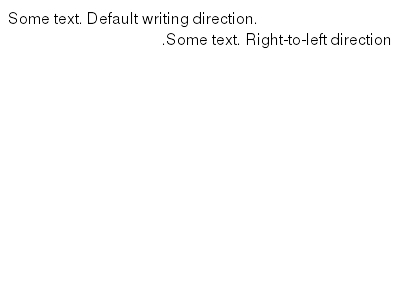 Some text. Default writing direction.
.Some text. Right-to-left direction